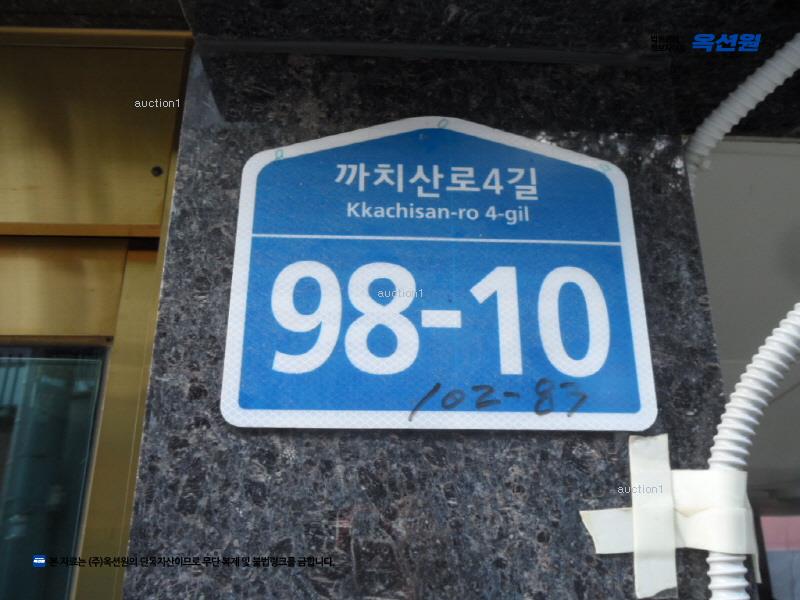 옥션원
auction1
까치산로4길
Kkachisan-ro 4-gil
98-10
auction1
102-83
auction1
본 자료는 (주)옥션원의 단독자산이므로 무단 복제 및 불법링크를 금합니다.